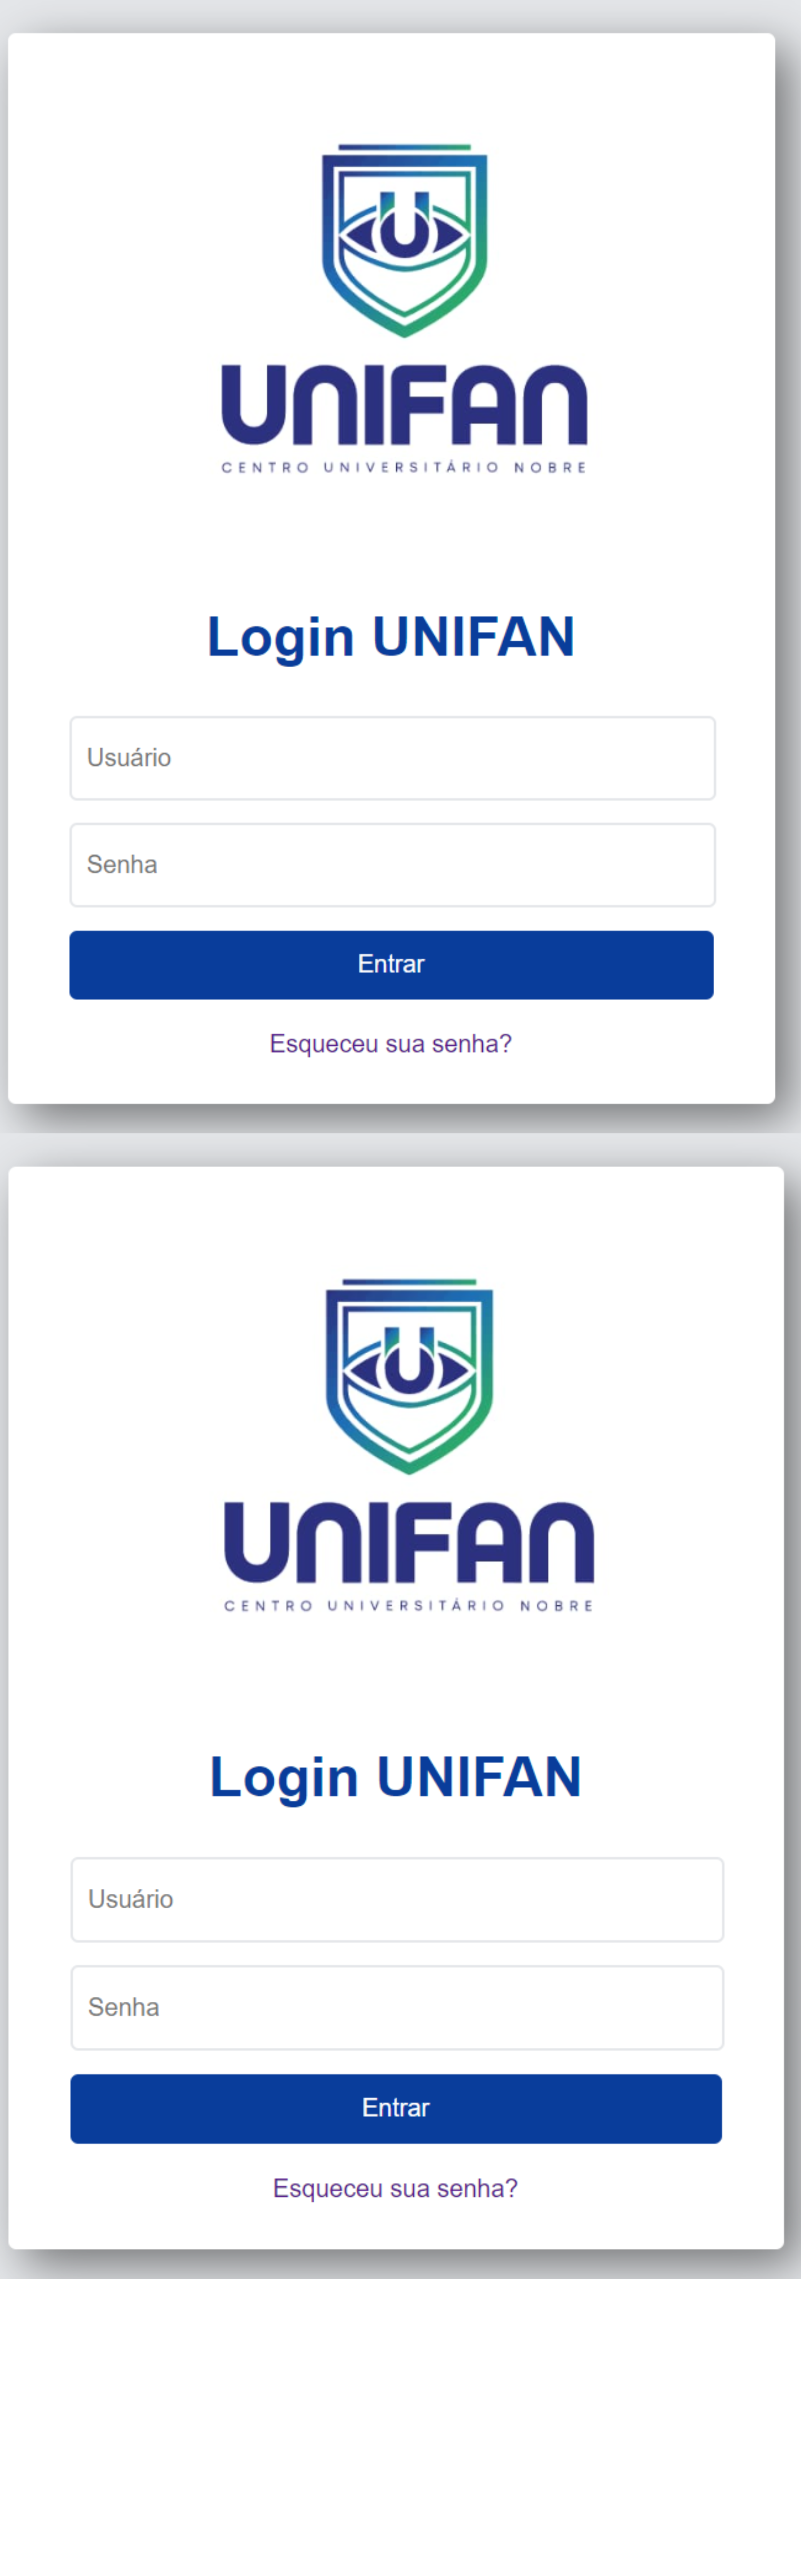 U
UNIFAN
CENTRO UNIVERSITÁRIO NOBRE
Login UNIFAN
Usuário
Senha
Entrar
Esqueceu sua senha?
U
UNIFAN
CENTRO UNIVERSITÁRIO NOBRE
Login UNIFAN
Usuário
Senha
Entrar
Esqueceu sua senha?